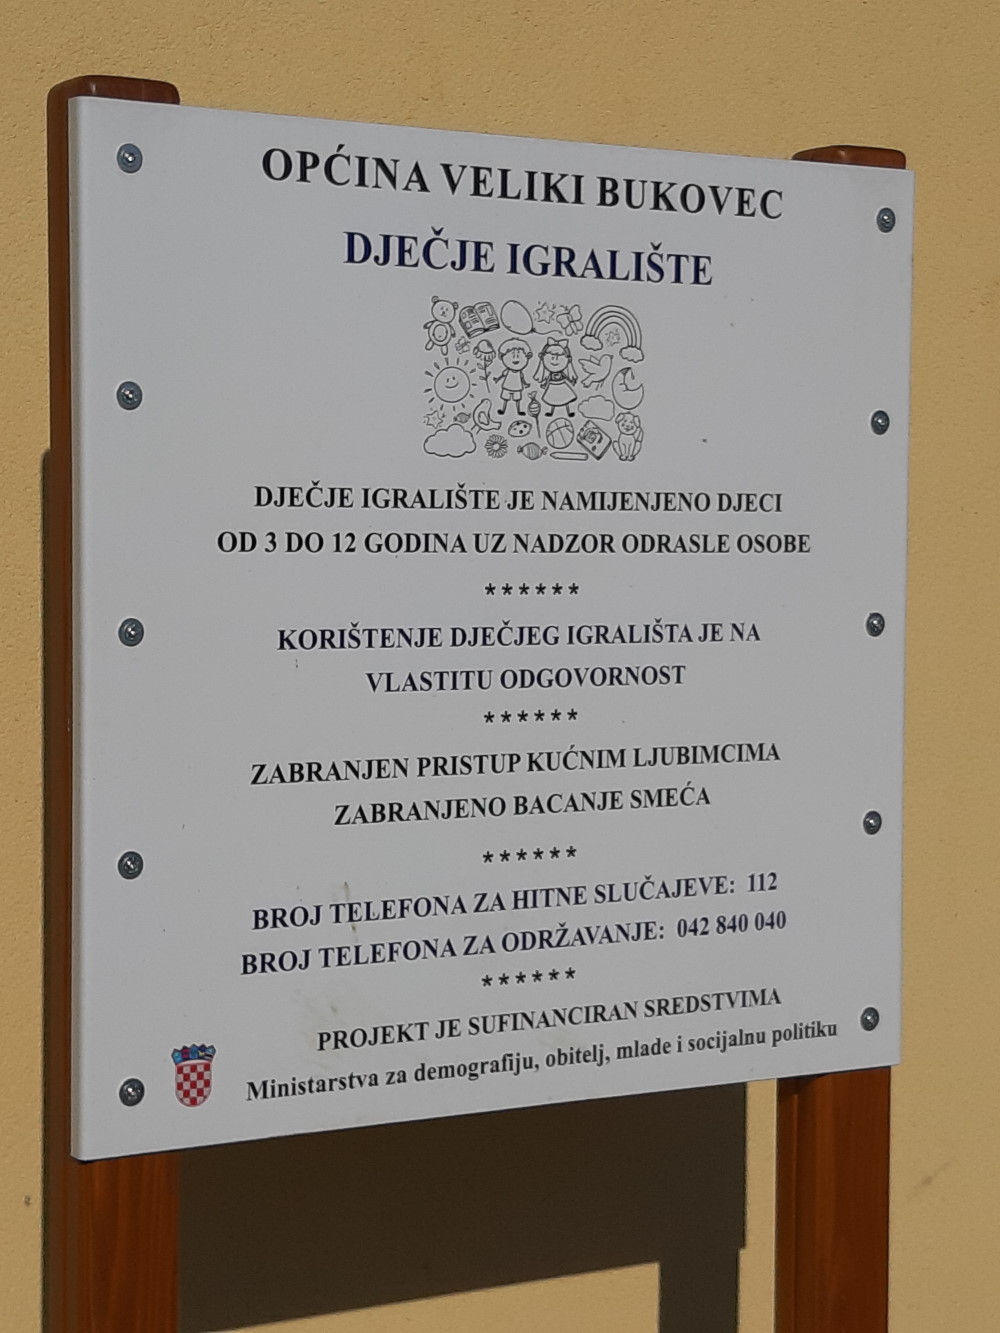 OPĆINA VELIKI BUKOVEC
DJEČJE IGRALIŠTE
DJEČJE IGRALIŠTE JE NAMIJENJENO DJECI
OD 3 DO 12 GODINA UZ NADZOR ODRASLE OSOBE
******
KORIŠTENJE DJEČJEG IGRALIŠTA JE NA
VLASTITU ODGOVORNOST
******
ZABRANJEN PRISTUP KUĆNIM LJUBIMCIMA
ZABRANJENO BACANJE SMEĆA
******
BROJ TELEFONA ZA HITNE SLUČAJEVE: 112
BROJ TELEFONA ZA ODRŽAVANJE: 042 840 040
******
PROJEKT JE SUFINANCIRAN SREDSTVIMA
Ministarstva za demografiju, obitelj, mlade i socijalnu politiku